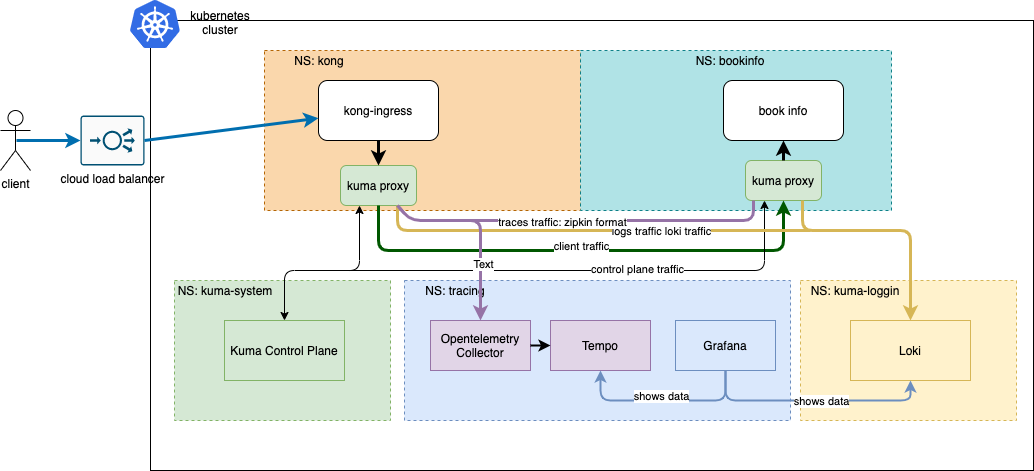 kubernetes
cluster
NS: kong
NS: bookinfo
kong-ingress
book info
client
cloud load balancer
kuma proxy
kuma proxy
traces traffic: zipkin format
logs traffic loki traffic
client traffic
Text
control plane traffic
NS: kuma-system
NS: tracing
NS: kuma-loggin
Kuma Control Plane
Opentelemetry
Collector
Tempo
Grafana
Loki
shows data
shows data